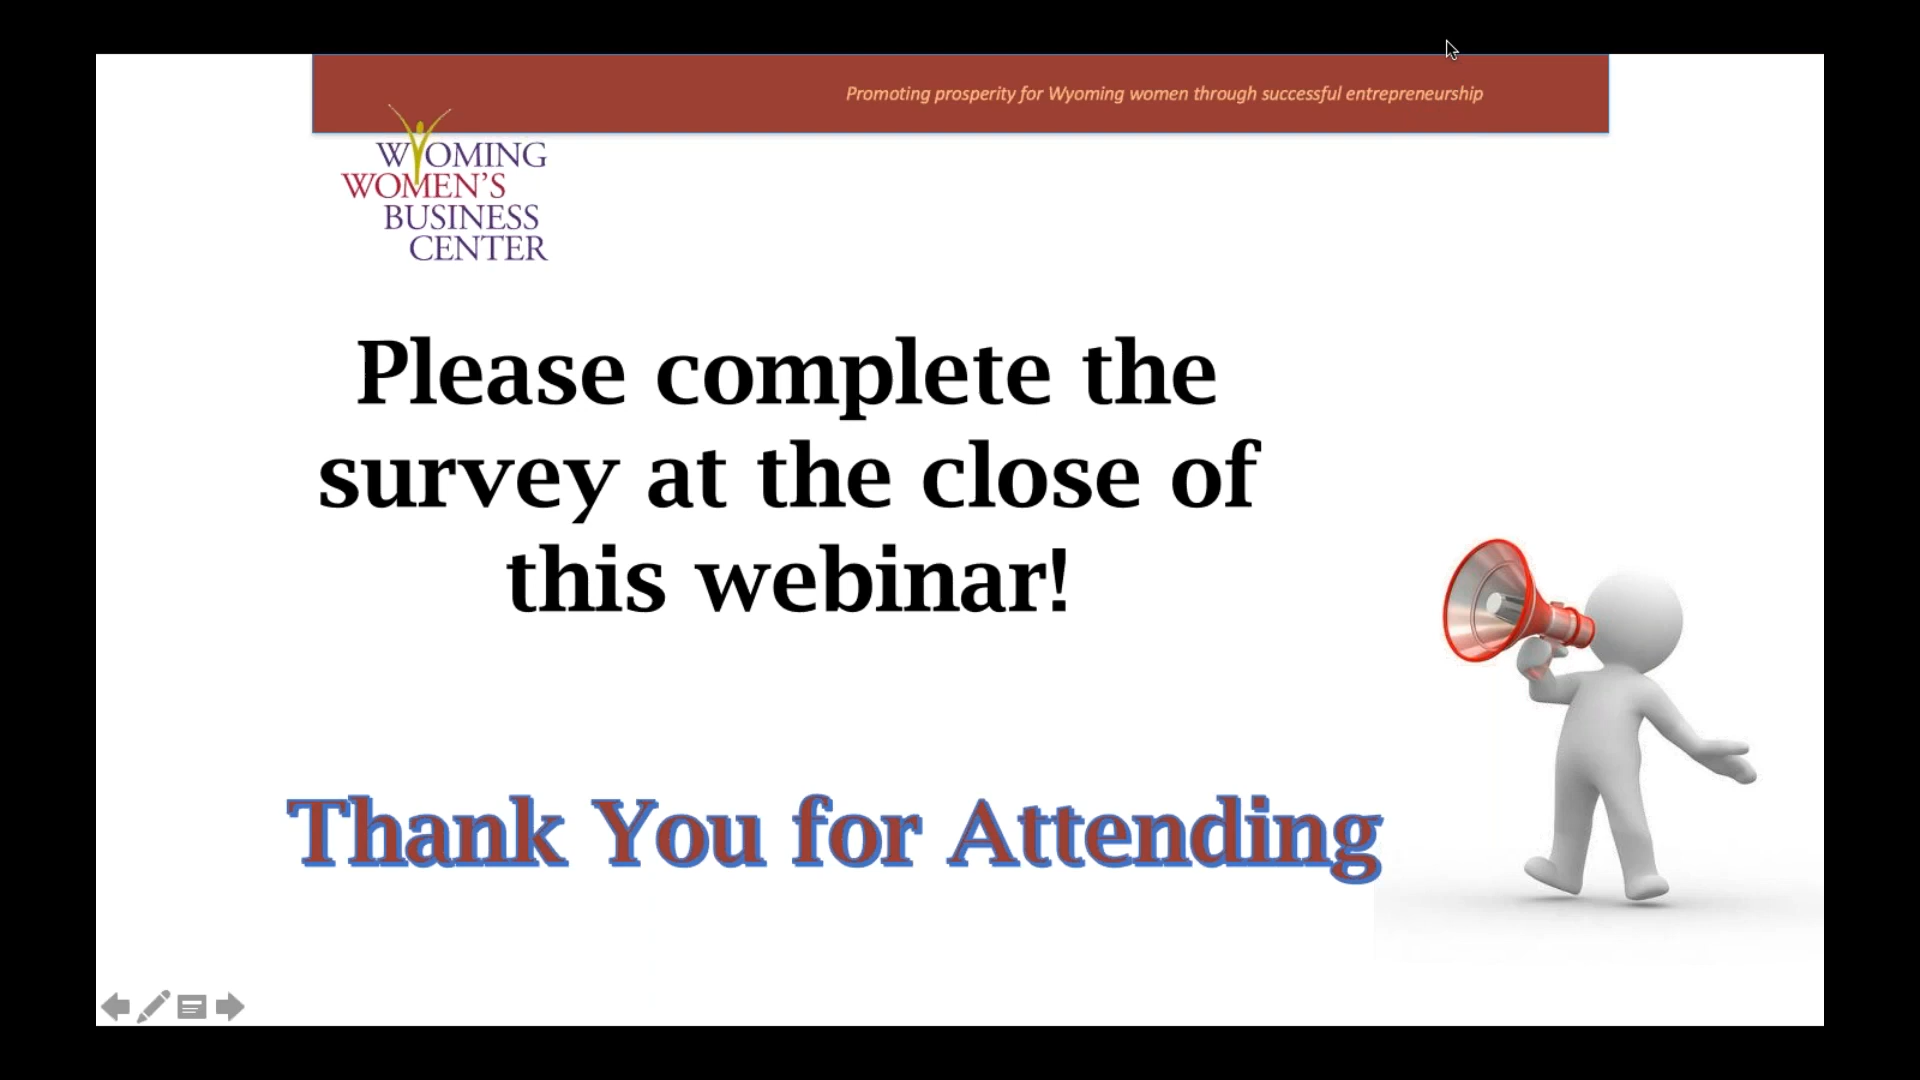 Promoting prosperity for Wyoming women through successful entrepreneurship
WYOMING
WOMEN'S
BUSINESS
CENTER
Please complete the
survey at the close of
this webinar!
Thank You for Attending